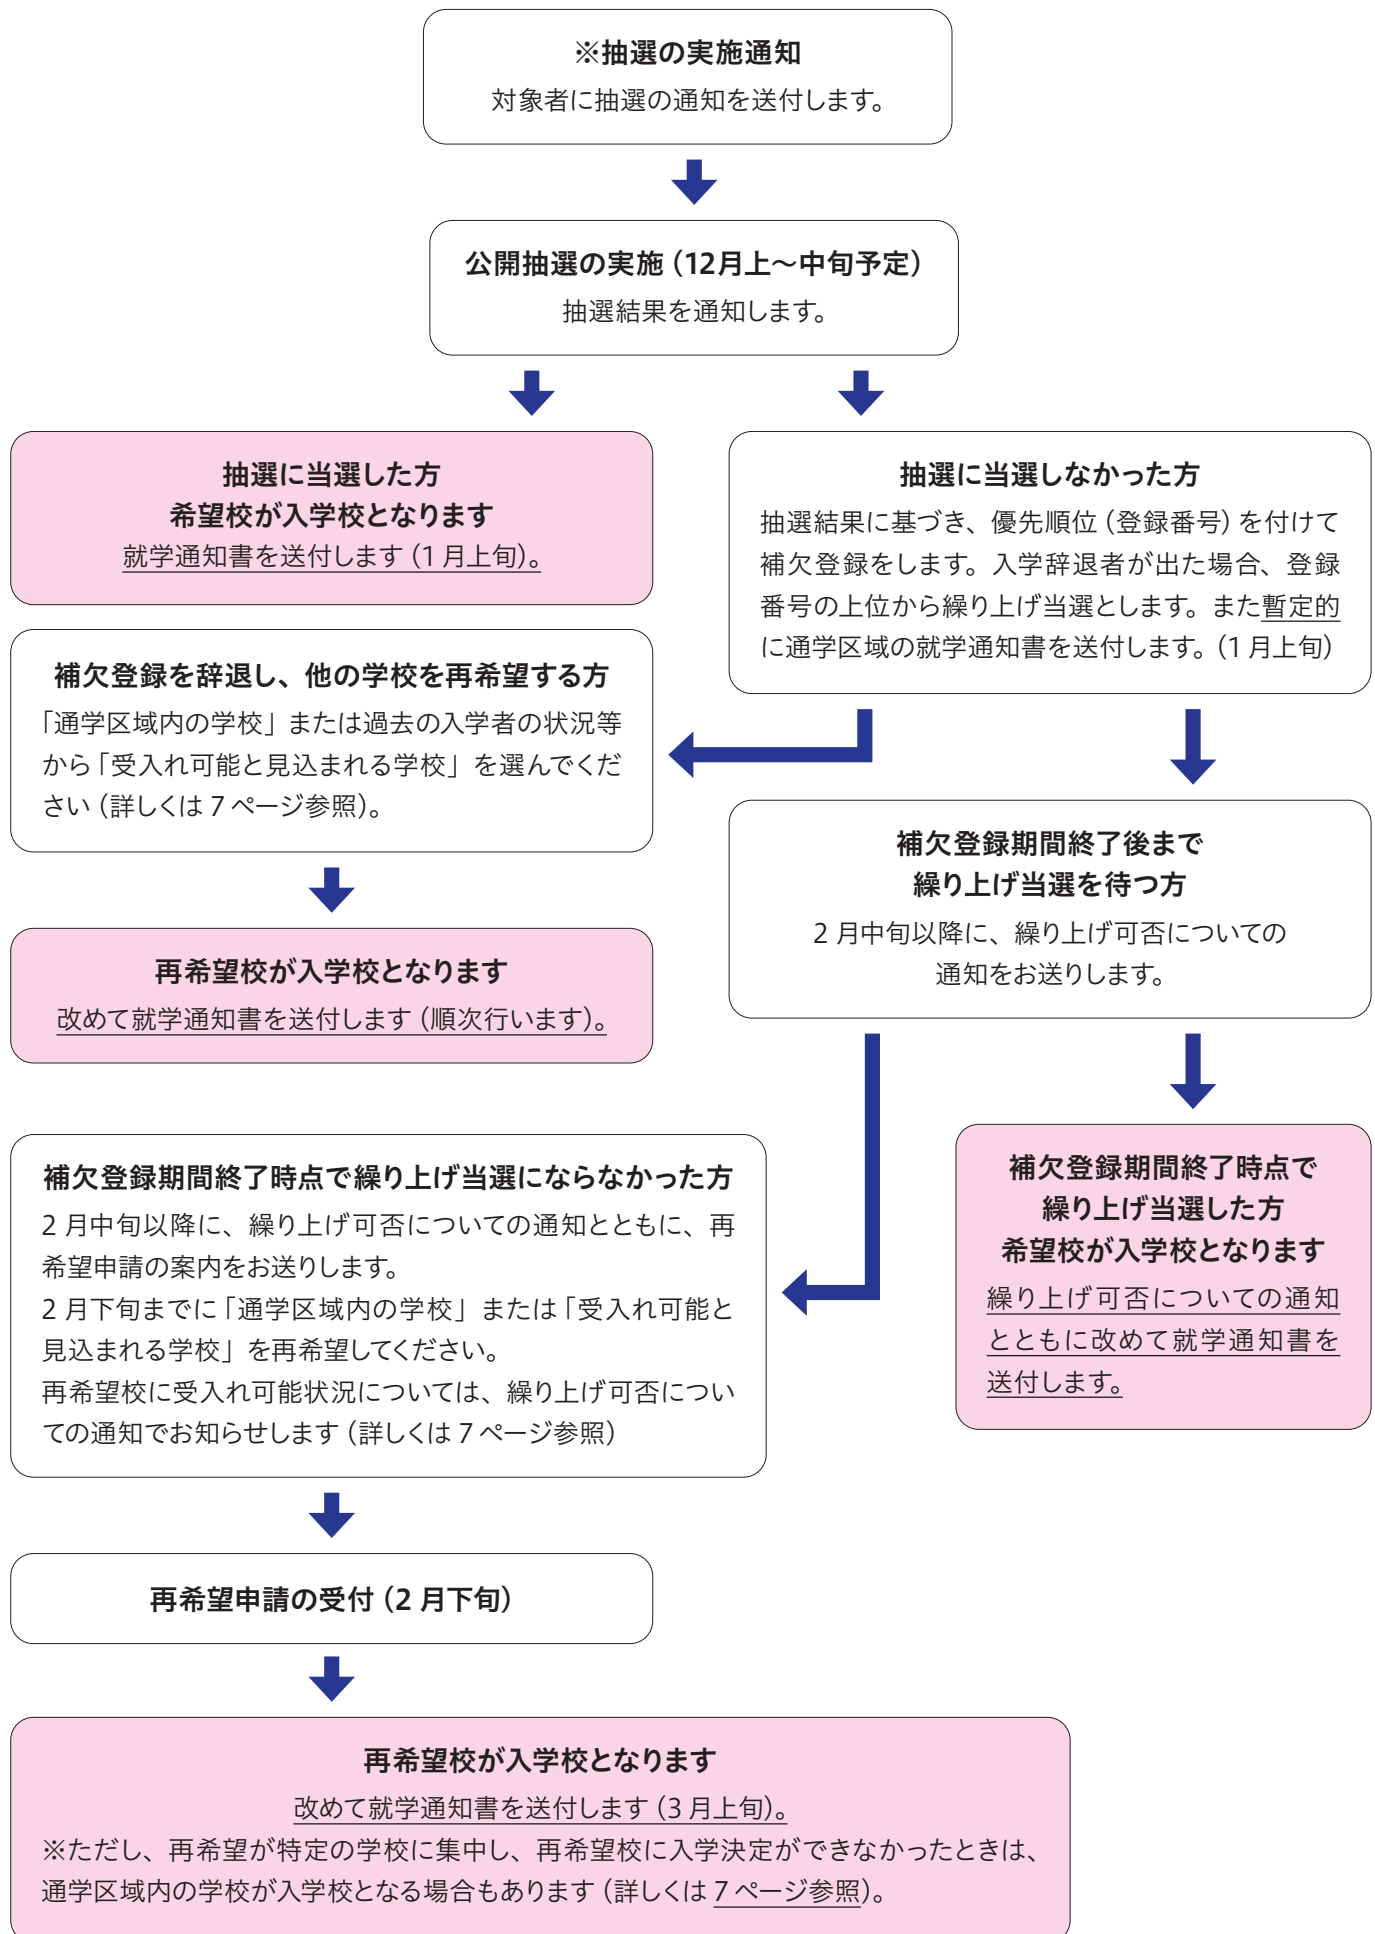 ※抽選の実施通知
対象者に抽選の通知を送付します。
公開抽選の実施（12月上～中旬予定）
抽選結果を通知します。
抽選に当選した方
希望校が入学校となります
就学通知書を送付します（1月上旬）。
抽選に当選しなかった方
抽選結果に基づき、優先順位（登録番号）を付けて
補欠登録をします。入学辞退者が出た場合、登録
番号の上位から繰り上げ当選とします。また暫定的
に通学区域の就学通知書を送付します。（1月上旬）
補欠登録を辞退し、他の学校を再希望する方
「通学区域内の学校」または過去の入学者の状況等
から「受入れ可能と見込まれる学校」を選んでくだ
さい（詳しくは7ページ参照）。
補欠登録期間終了後まで
繰り上げ当選を待つ方
2月中旬以降に、繰り上げ可否についての
通知をお送りします。
再希望校が入学校となります
改めて就学通知書を送付します（順次行います）。
補欠登録期間終了時点で繰り上げ当選にならなかった方
2月中旬以降に、繰り上げ可否についての通知とともに、再
希望申請の案内をお送りします。
2月下旬までに「通学区域内の学校」または「受入れ可能と
見込まれる学校」を再希望してください。
再希望校に受入れ可能状況については、繰り上げ可否につい
ての通知でお知らせします（詳しくは7ページ参照）
補欠登録期間終了時点で
繰り上げ当選した方
希望校が入学校となります
繰り上げ可否についての通知
とともに改めて就学通知書を
送付します。
再希望申請の受付（2月下旬）
再希望校が入学校となります
改めて就学通知書を送付します（3月上旬）。
※ただし、再希望が特定の学校に集中し、再希望校に入学決定ができなかったときは、
通学区域内の学校が入学校となる場合もあります（詳しくは7ページ参照）。